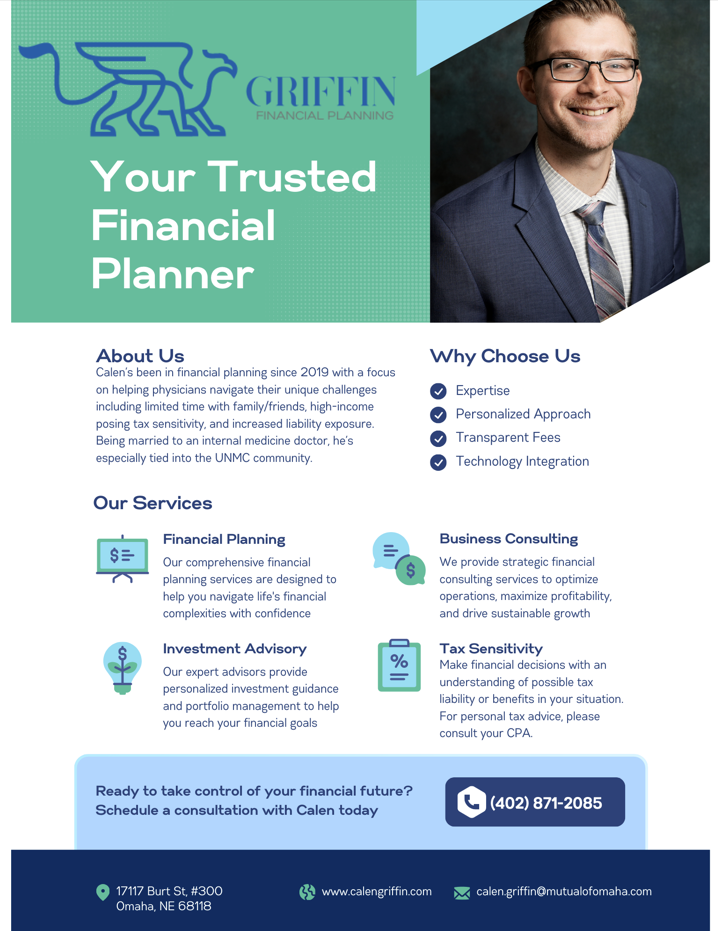 GRIFFIN
FINANCIAL PLANNING
Your Trusted
Financial
Planner
About Us
Calen's been in financial planning since 2019 with a focus
on helping physicians navigate their unique challenges
including limited time with family/friends, high-income
posing tax sensitivity, and increased liability exposure.
Being married to an internal medicine doctor, he's
especially tied into the UNMC community.
Why Choose Us
Expertise
Personalized Approach
Transparent Fees
Technology Integration
Our Services
$
Financial Planning
Our comprehensive financial
planning services are designed to
help you navigate life's financial
complexities with confidence
$
Business Consulting
We provide strategic financial
consulting services to optimize
operations, maximize profitability,
and drive sustainable growth
$
Investment Advisory
Our expert advisors provide
personalized investment guidance
and portfolio management to help
you reach your financial goals
%
Tax Sensitivity
Make financial decisions with an
understanding of possible tax
liability or benefits in your situation.
For personal tax advice, please
consult your CPA.
Ready to take control of your financial future?
Schedule a consultation with Calen today
(402) 871-2085
17117 Burt St, #300
Omaha, NE 68118
www.calengriffin.com
calen.griffin@mutualofomaha.com